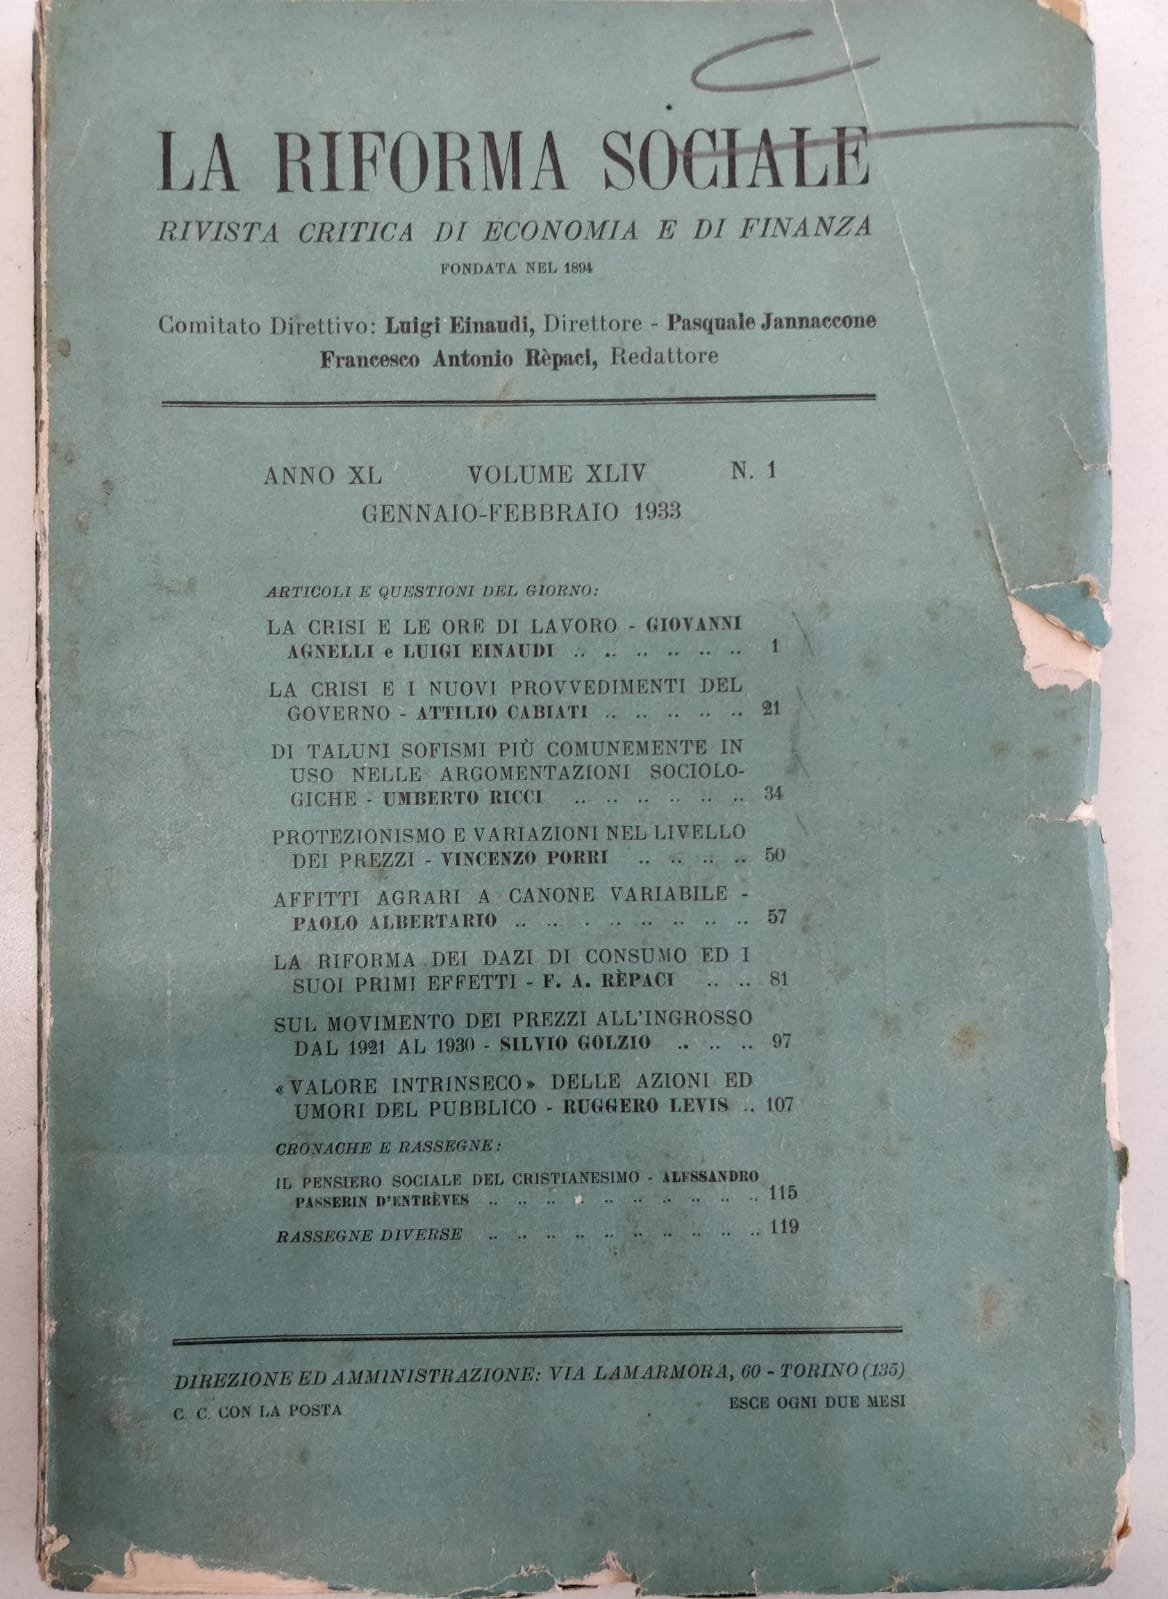 LA RIFORMA SOCIALE
RIVISTA CRITICA DI ECONOMIA E DI FINANZA
FONDATA NEL 1894
Comitato Direttivo: Luigi Einaudi, Direttore - Pasquale Jannaccone
Francesco Antonio Rèpaci, Redattore
ANNO XL VOLUME XLIV N. 1
GENNAIO-FEBBRAIO 1933
ARTICOLI E QUESTIONI DEL GIORNO:
LA CRISI E LE ORE DI LAVORO - GIOVANNI
AGNELLI e LUIGI EINAUDI .. .. .. .. .. .. 1
LA CRISI E I NUOVI PROVVEDIMENTI DEL
GOVERNO - ATTILIO CABIATI .. .. .. .. .. 21
DI TALUNI SOFISMI PIÙ COMUNEMENTE IN
USO NELLE ARGOMENTAZIONI SOCIOLO-
GICHE - UMBERTO RICCI .. .. .. .. .. .. 34
PROTEZIONISMO E VARIAZIONI NEL LIVELLO
DEI PREZZI - VINCENZO PORRI .. .. .. .. 50
AFFITTI AGRARI A CANONE VARIABILE -
PAOLO ALBERTARIO .. .. . .. .. .. .. .. 57
LA RIFORMA DEI DAZI DI CONSUMO ED I
SUOI PRIMI EFFETTI - F. A. RÈPACI .. .. 81
SUL MOVIMENTO DEI PREZZI ALL'INGROSSO
DAL 1921 AL 1930 - SILVIO GOLZIO .. .. .. 97
«VALORE INTRINSECO» DELLE AZIONI ED
UMORI DEL PUBBLICO - RUGGERO LEVIS .. 107
CRONACHE E RASSEGNE:
IL PENSIERO SOCIALE DEL CRISTIANESIMO - ALESSANDRO
PASSERIN D'ENTRÈVES .. .. .. .. .. .. .. .. .. .. 115
RASSEGNE DIVERSE .. .. .. .. .. .. .. .. .. .. 119
DIREZIONE ED AMMINISTRAZIONE: VIA LAMARMORA, 60 - TORINO (135)
C. C. CON LA POSTA ESCE OGNI DUE MESI